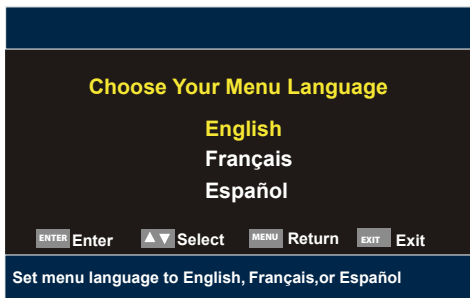 Choose Your Menu Language
English
Français
Español
ENTER Enter ▲▼ Select MENU Return EXIT Exit
Set menu language to English, Français,or Español